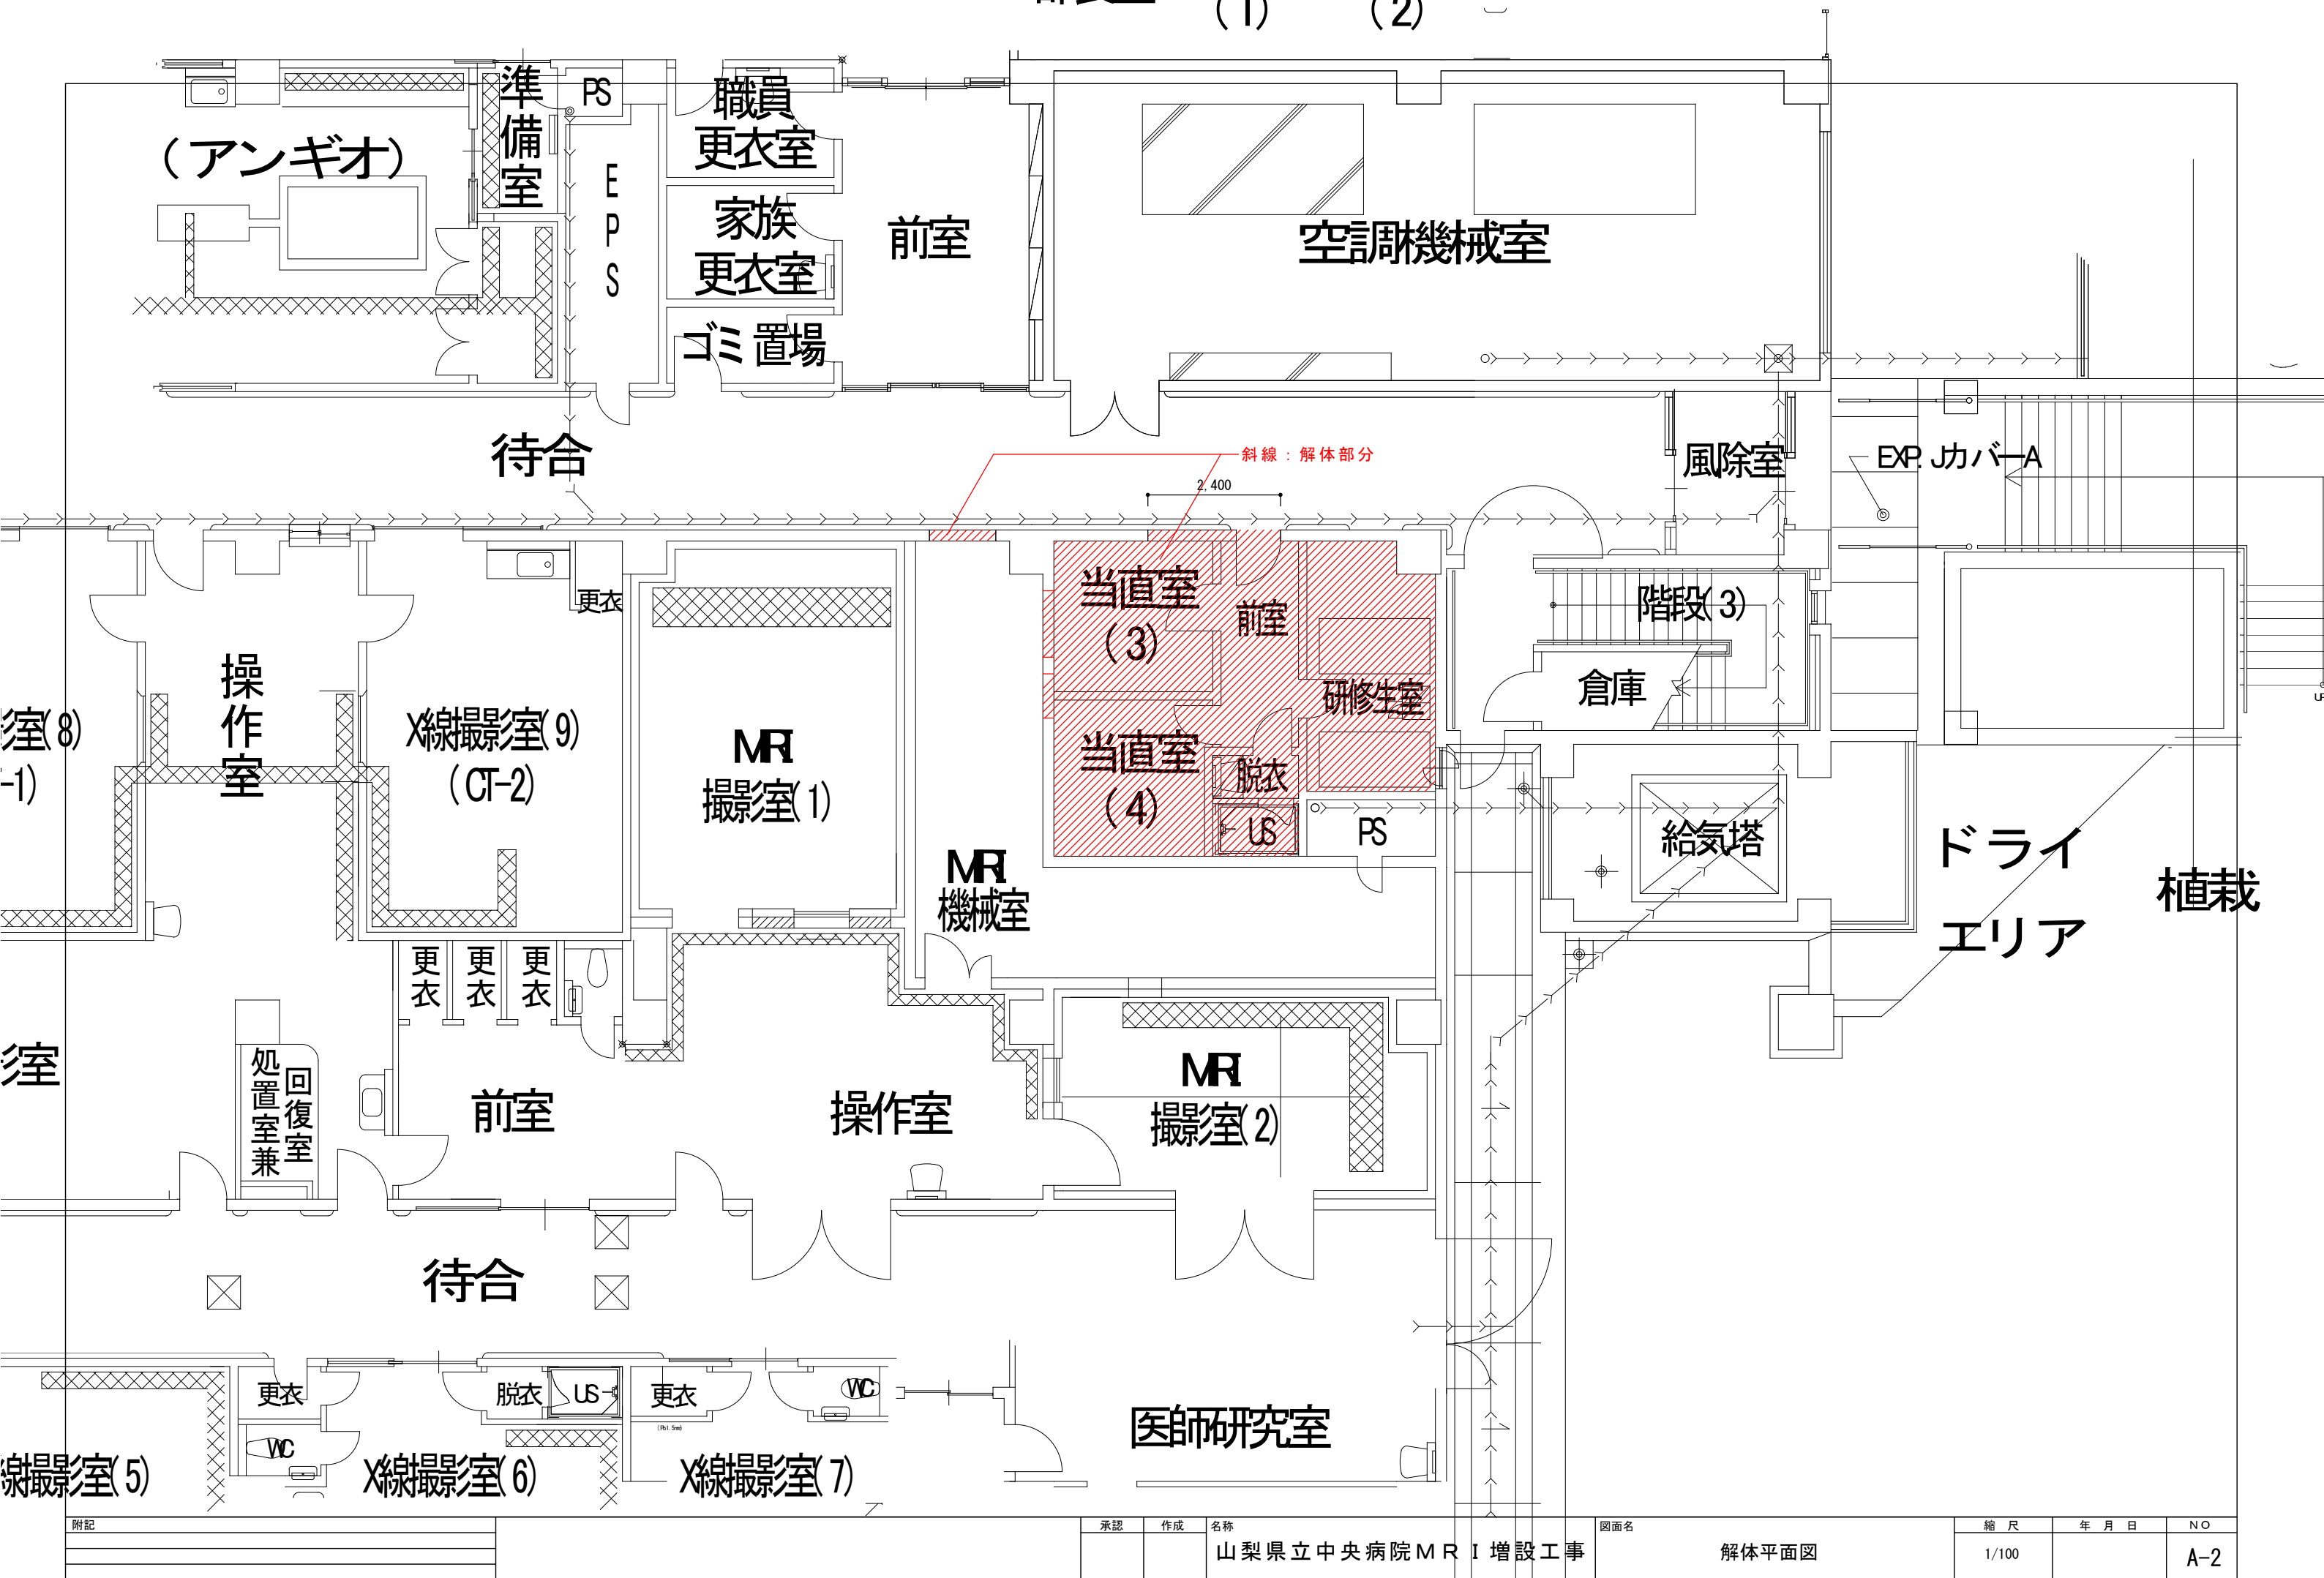 (1)
(2)
準備室
PS
職員
更衣室
(アンギオ)
EPS
家族
更衣室
前室
空調機械室
ゴミ置場
待合
斜線：解体部分
2,400
風除室
EXP.JカバーA
更衣
当直室
(3)
前室
階段(3)
操作室
研修生室
倉庫
影室(8)
-1)
X線撮影室(9)
(CT-2)
MRI
撮影室(1)
当直室
(4)
脱衣
US
PS
給気塔
ドライ
エリア
植栽
MRI
機械室
更衣
更衣
更衣
影室
処置室兼
回復室
前室
操作室
MRI
撮影室(2)
待合
更衣
脱衣
US
更衣
WC
(Pb1.5mm)
WC
医師研究室
線撮影室(5)
X線撮影室(6)
X線撮影室(7)
附記
承認
作成
名称
山梨県立中央病院ＭＲＩ増設工事
図面名
解体平面図
縮尺
1/100
年月日
NO
A-2